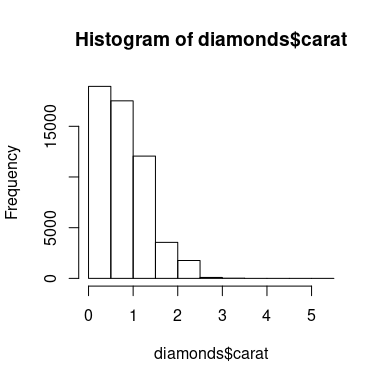 Histogram of diamonds$carat
Frequency
15000
5000
0
0 1 2 3 4 5
diamonds$carat